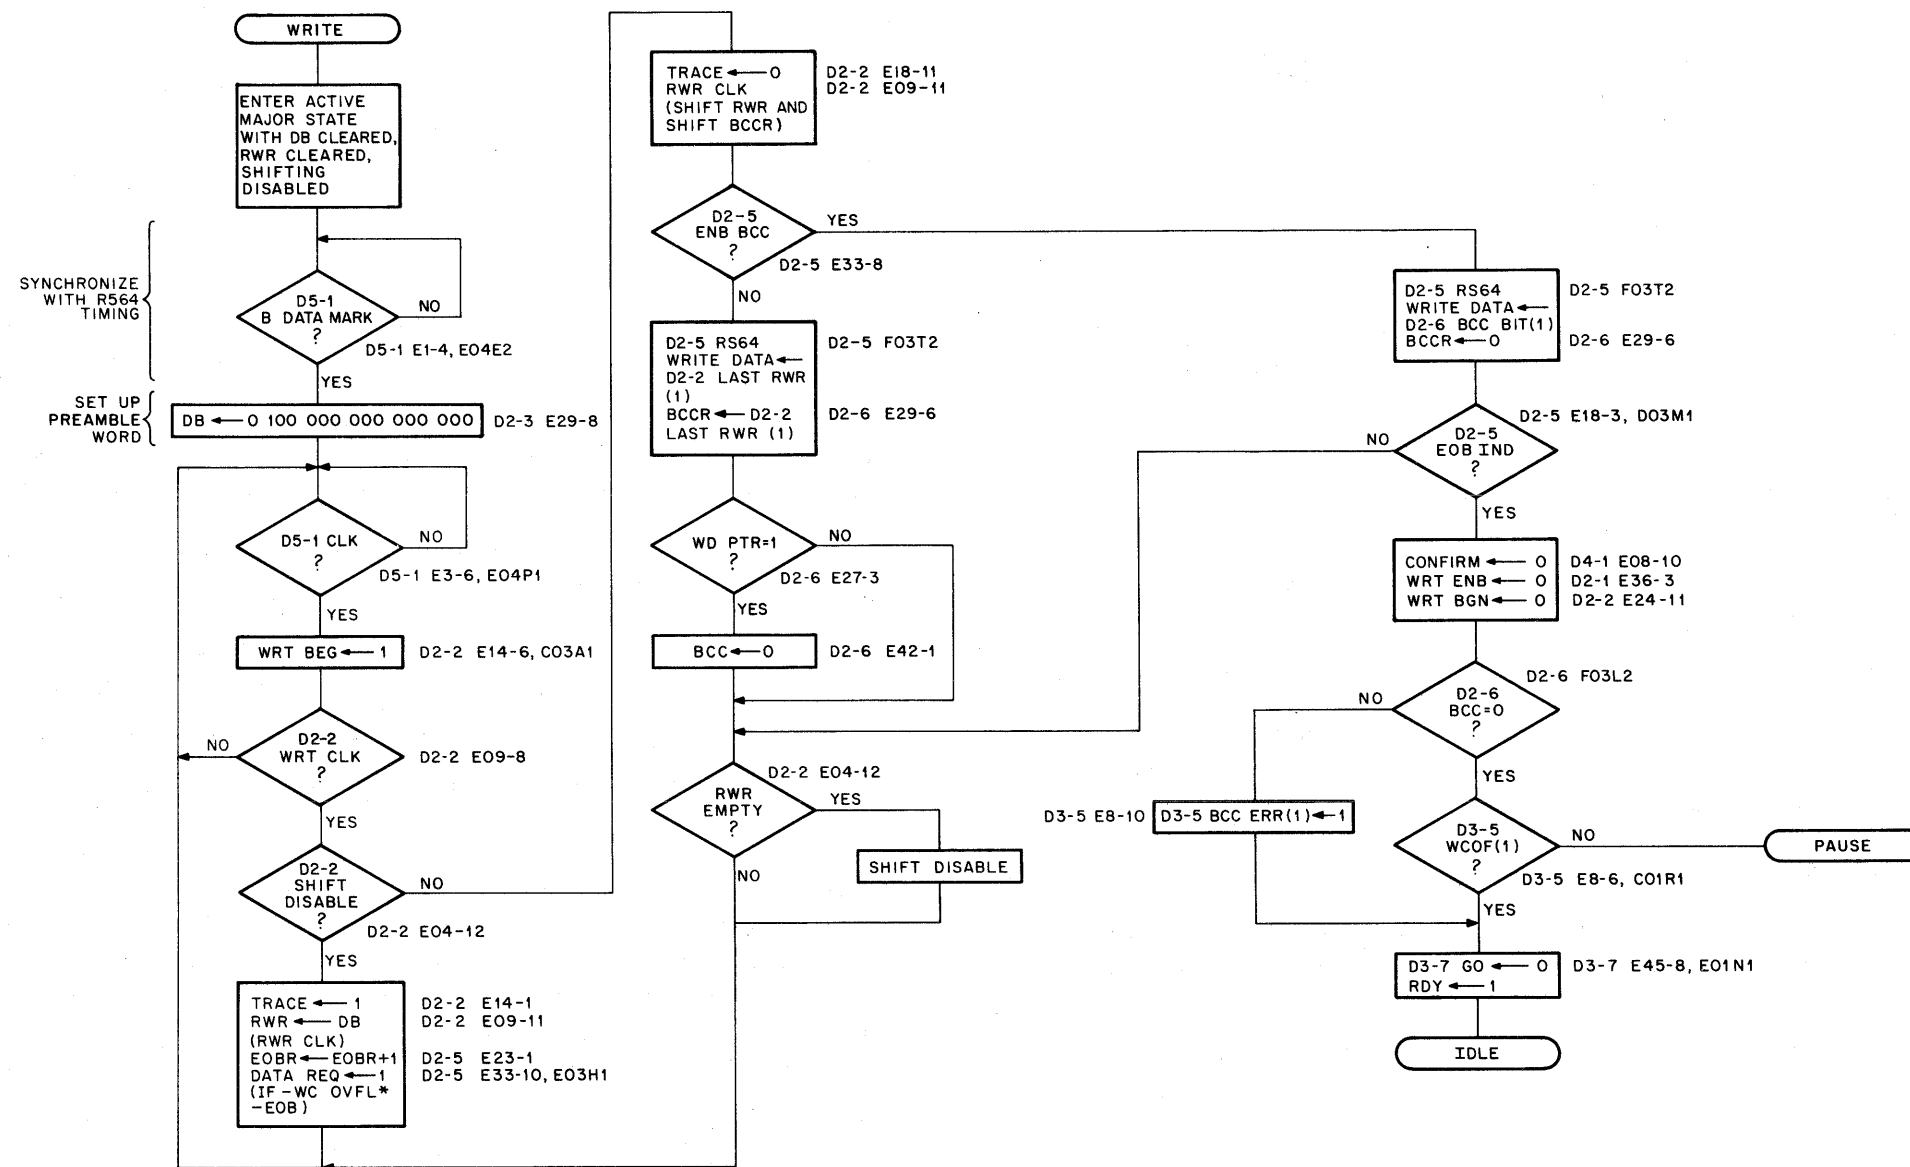 WRITE
ENTER ACTIVE
MAJOR STATE
WITH DB CLEARED,
RWR CLEARED,
SHIFTING
DISABLED
SYNCHRONIZE
WITH R564
TIMING
D5-1
B DATA MARK
?
NO
D5-1 E1-4, E04E2
YES
SET UP
PREAMBLE
WORD
DB ← 0 100 000 000 000 000
D2-3 E29-8
D5-1 CLK
?
NO
D5-1 E3-6, E04P1
YES
WRT BEG ← 1
D2-2 E14-6, C03A1
D2-2
WRT CLK
?
NO
D2-2 E09-8
YES
D2-2
SHIFT
DISABLE
?
NO
D2-2 E04-12
YES
TRACE ← 1 D2-2 E14-1
RWR ← DB D2-2 E09-11
(RWR CLK)
EOBR ← EOBR+1 D2-5 E23-1
DATA REQ ← 1 D2-5 E33-10, E03H1
(IF -WC OVFL*
-EOB)
TRACE ← 0 D2-2 E18-11
RWR CLK D2-2 E09-11
(SHIFT RWR AND
SHIFT BCCR)
D2-5
ENB BCC
?
YES
D2-5 E33-8
NO
D2-5 RS64 D2-5 F03T2
WRITE DATA ←
D2-2 LAST RWR
(1)
BCCR ← D2-2 D2-6 E29-6
LAST RWR (1)
WD PTR=1
?
NO
D2-6 E27-3
YES
BCC ← 0
D2-6 E42-1
D2-2 E04-12
RWR
EMPTY
?
YES
NO
SHIFT DISABLE
D2-5 RS64 D2-5 F03T2
WRITE DATA ←
D2-6 BCC BIT(1)
BCCR ← 0 D2-6 E29-6
D2-5 E18-3, D03M1
D2-5
EOB IND
?
NO
YES
CONFIRM ← 0 D4-1 E08-10
WRT ENB ← 0 D2-1 E36-3
WRT BGN ← 0 D2-2 E24-11
D2-6 F03L2
D2-6
BCC=0
?
NO
YES
D3-5 E8-10
D3-5 BCC ERR(1) ← 1
D3-5
WCOF(1)
?
NO
PAUSE
D3-5 E8-6, C01R1
YES
D3-7 GO ← 0 D3-7 E45-8, E01N1
RDY ← 1
IDLE